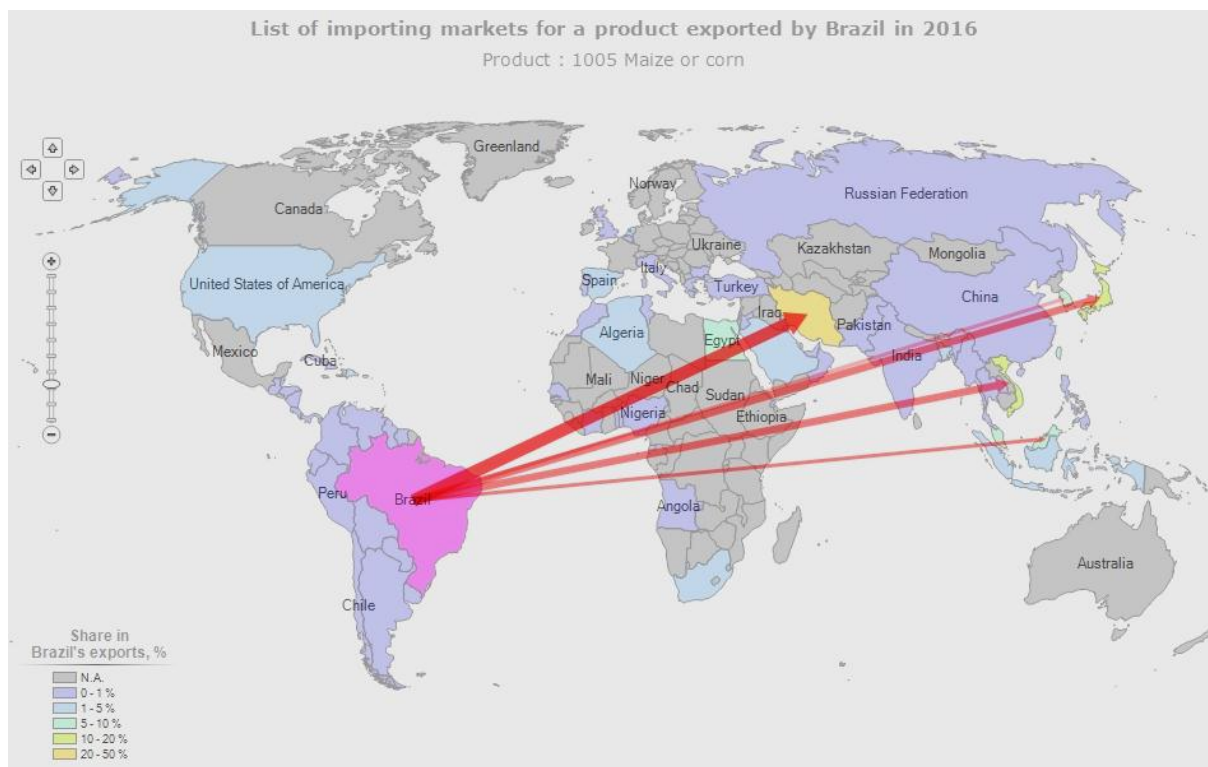 List of importing markets for a product exported by Brazil in 2016
Product : 1005 Maize or corn
Greenland
Norway
Russian Federation
Canada
Ukraine
Kazakhstan
Mongolia
United States of America
Spain
Italy
Turkey
China
Algeria
Iraq
Pakistan
Mexico
Cuba
Egypt
India
Mali
Niger
Chad
Sudan
Nigeria
Ethiopia
Peru
Brazil
Angola
Australia
Chile
Share in
Brazil's exports, %
N.A.
0 - 1 %
1 - 5 %
5 - 10 %
10 - 20 %
20 - 50 %